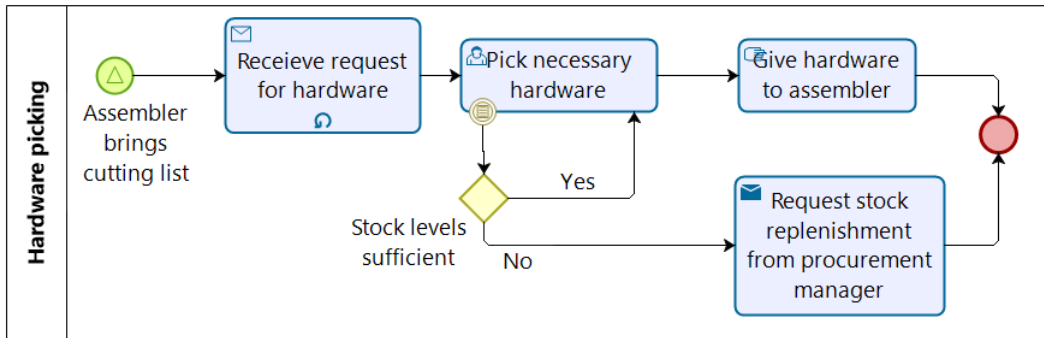 Hardware picking
Assembler
brings
cutting list
Receieve request
for hardware
Pick necessary
hardware
Give hardware
to assembler
Stock levels
sufficient
Yes
No
Request stock
replenishment
from procurement
manager